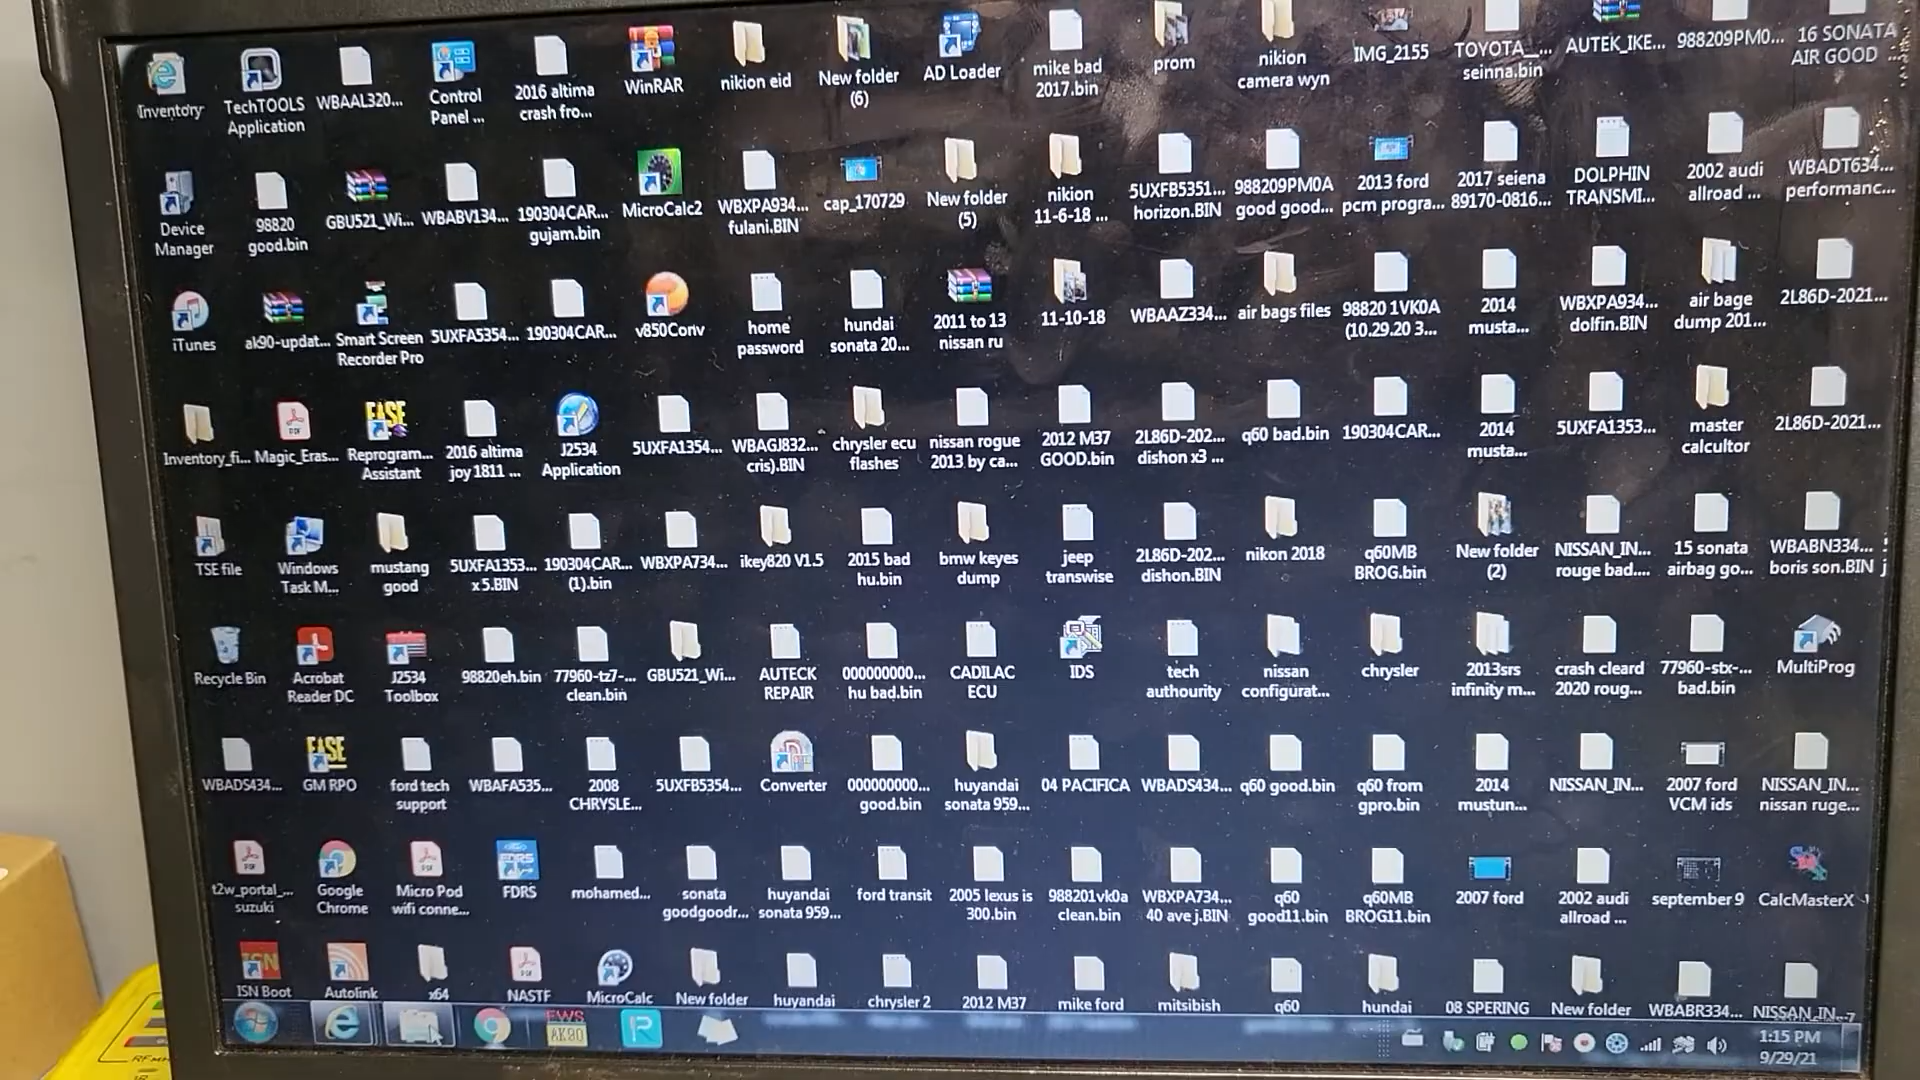 Inventory
TechTOOLS
Application
WBAAL320...
Control
Panel ...
2016 altima
crash fro...
WinRAR
nikion eid
New folder
(6)
AD Loader
mike bad
2017.bin
prom
nikion
camera wyn
IMG_2155
TOYOTA__...
seinna.bin
AUTEK_IKE...
988209PM0...
16 SONATA
AIR GOOD ...
Device
Manager
98820
good.bin
GBU521_Wi...
WBABV134...
190304CAR...
gujam.bin
MicroCalc2
WBXPA934...
fulani.BIN
cap_170729
New folder
(5)
nikion
11-6-18 ...
5UXFB5351...
horizon.BIN
988209PM0A
good good...
2013 ford
pcm progra...
2017 seiena
89170-0816...
DOLPHIN
TRANSMI...
2002 audi
allroad ...
WBADT634...
performanc...
iTunes
ak90-updat...
Smart Screen
Recorder Pro
5UXFA5354...
190304CAR...
v850Conv
home
password
hundai
sonata 20...
2011 to 13
nissan ru
11-10-18
WBAAZ334...
air bags files
98820 1VK0A
(10.29.20 3...
2014
musta...
WBXPA934...
dolfin.BIN
air bage
dump 201...
2L86D-2021...
Inventory_fi...
Magic_Eras...
Reprogram...
Assistant
2016 altima
joy 1811 ...
J2534
Application
5UXFA1354...
WBAGJ832...
cris).BIN
chrysler ecu
flashes
nissan rogue
2013 by ca...
2012 M37
GOOD.bin
2L86D-202...
dishon x3 ...
q60 bad.bin
190304CAR...
2014
musta...
5UXFA1353...
master
calcultor
2L86D-2021...
TSE file
Windows
Task M...
mustang
good
5UXFA1353...
x5.BIN
190304CAR...
(1).bin
WBXPA734...
ikey820 V1.5
2015 bad
hu.bin
bmw keyes
dump
jeep
transwise
2L86D-202...
dishon.BIN
nikon 2018
q60MB
BROG.bin
New folder
(2)
NISSAN_IN...
rouge bad....
15 sonata
airbag go...
WBABN334...
boris son.BIN
Recycle Bin
Acrobat
Reader DC
J2534
Toolbox
98820eh.bin
77960-tz7-...
clean.bin
GBU521_Wi...
AUTECK
REPAIR
000000000...
hu bad.bin
CADILAC
ECU
IDS
tech
authourity
nissan
configurat...
chrysler
2013srs
infinity m...
crash cleard
2020 roug...
77960-stx-...
bad.bin
MultiProg
WBADS434...
EASE
GM RPO
ford tech
support
WBAFA535...
2008
CHRYSLE...
5UXFB5354...
Converter
000000000...
good.bin
huyandai
sonata 959...
04 PACIFICA
WBADS434...
q60 good.bin
q60 from
gpro.bin
2014
mustun...
NISSAN_IN...
2007 ford
VCM ids
NISSAN_IN...
nissan ruge...
t2w_portal_...
suzuki
Google
Chrome
Micro Pod
wifi conne...
FDRS
mohamed...
sonata
goodgoodr...
huyandai
sonata 959...
ford transit
2005 lexus is
300.bin
988201vk0a
clean.bin
WBXPA734...
40 ave j.BIN
q60
good11.bin
q60MB
BROG11.bin
2007 ford
2002 audi
allroad ...
september 9
CalcMasterX
ISN Boot
Autolink
x64
NASTF
MicroCalc
New folder
huyandai
chrysler 2
2012 M37
mike ford
mitsibish
q60
hundai
08 SPERING
New folder
WBABR334...
NISSAN_IN...
EWS
AK90
1:15 PM
9/29/21